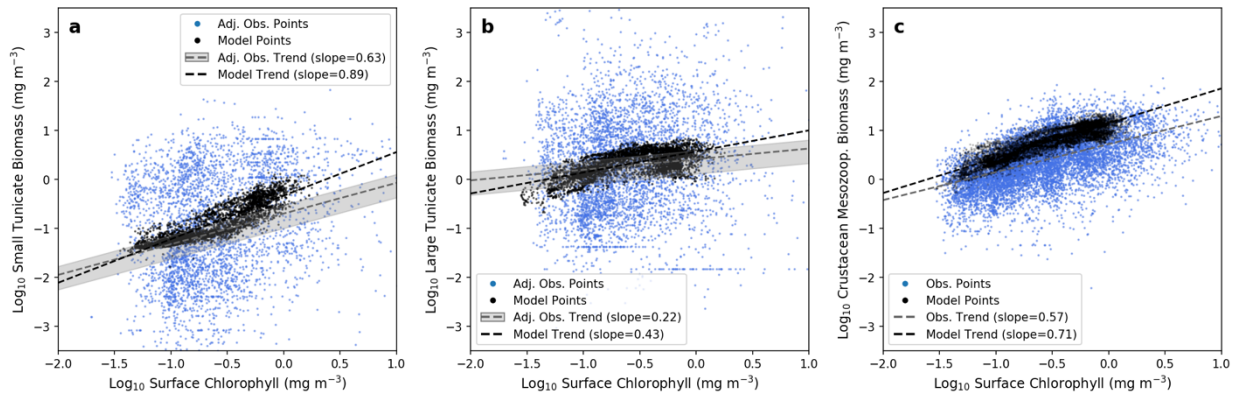 a
Adj. Obs. Points
Model Points
Adj. Obs. Trend (slope=0.63)
Model Trend (slope=0.89)
3
2
1
0
−1
−2
−3
Log₁₀ Small Tunicate Biomass (mg m⁻³)
−2.0 −1.5 −1.0 −0.5 0.0 0.5 1.0
Log₁₀ Surface Chlorophyll (mg m⁻³)
b
Adj. Obs. Points
Model Points
Adj. Obs. Trend (slope=0.22)
Model Trend (slope=0.43)
3
2
1
0
−1
−2
−3
Log₁₀ Large Tunicate Biomass (mg m⁻³)
−2.0 −1.5 −1.0 −0.5 0.0 0.5 1.0
Log₁₀ Surface Chlorophyll (mg m⁻³)
c
Obs. Points
Model Points
Obs. Trend (slope=0.57)
Model Trend (slope=0.71)
3
2
1
0
−1
−2
−3
Log₁₀ Crustacean Mesozoop. Biomass (mg m⁻³)
−2.0 −1.5 −1.0 −0.5 0.0 0.5 1.0
Log₁₀ Surface Chlorophyll (mg m⁻³)